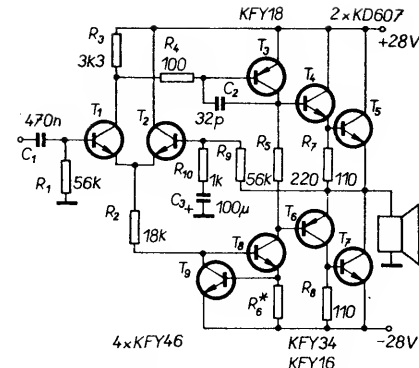 KFY18 2×KD607
R3 3K3
R4 100
T3
+28V
C2 32p
T4
470n
C1
T1
T2
T5
R10 1k
R9 56k
R5 220
R7 110
R1 56k
C3+ 100µ
R2 18k
T6
T8
T7
T9
R6*
R8 110
4×KFY46
KFY34
KFY16
-28V